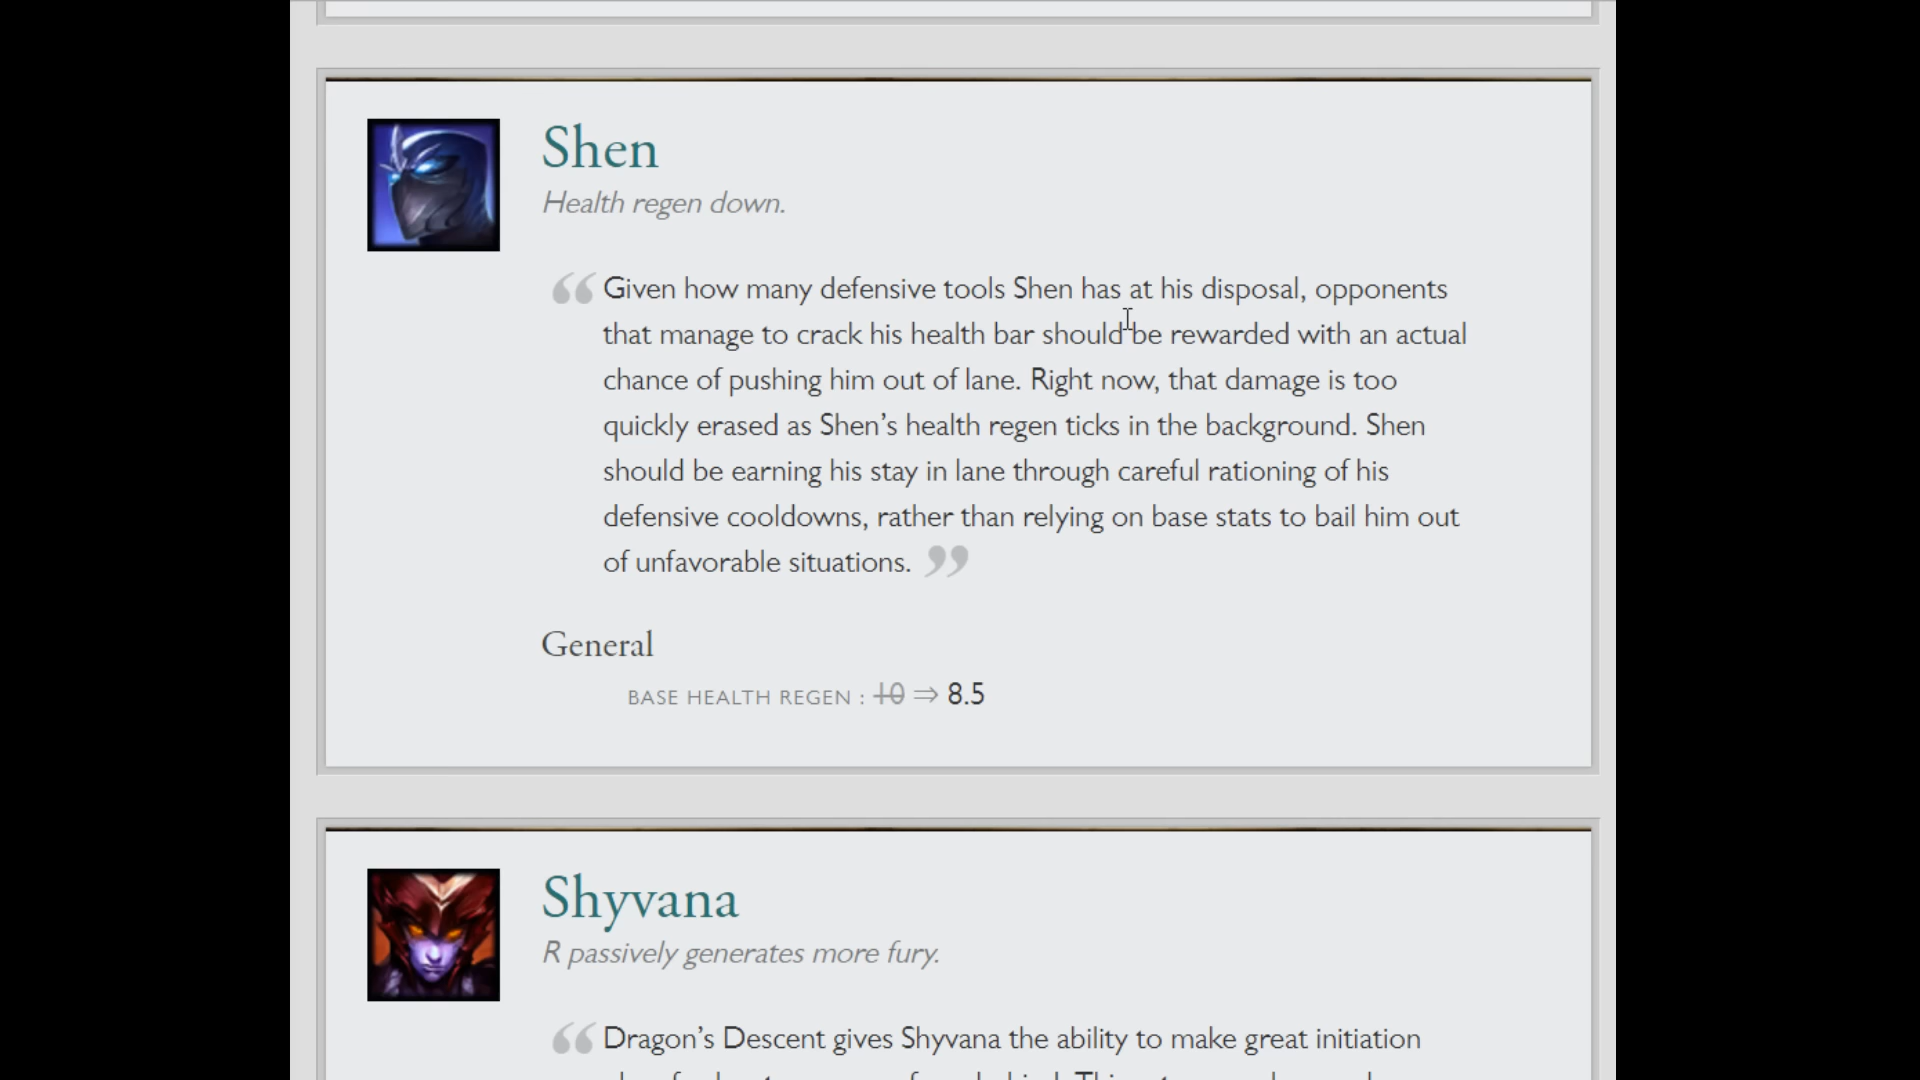 Shen
Health regen down.
Given how many defensive tools Shen has at his disposal, opponents
that manage to crack his health bar should be rewarded with an actual
chance of pushing him out of lane. Right now, that damage is too
quickly erased as Shen’s health regen ticks in the background. Shen
should be earning his stay in lane through careful rationing of his
defensive cooldowns, rather than relying on base stats to bail him out
of unfavorable situations.
General
BASE HEALTH REGEN : 10 ⇒ 8.5
Shyvana
R passively generates more fury.
Dragon’s Descent gives Shyvana the ability to make great initiation